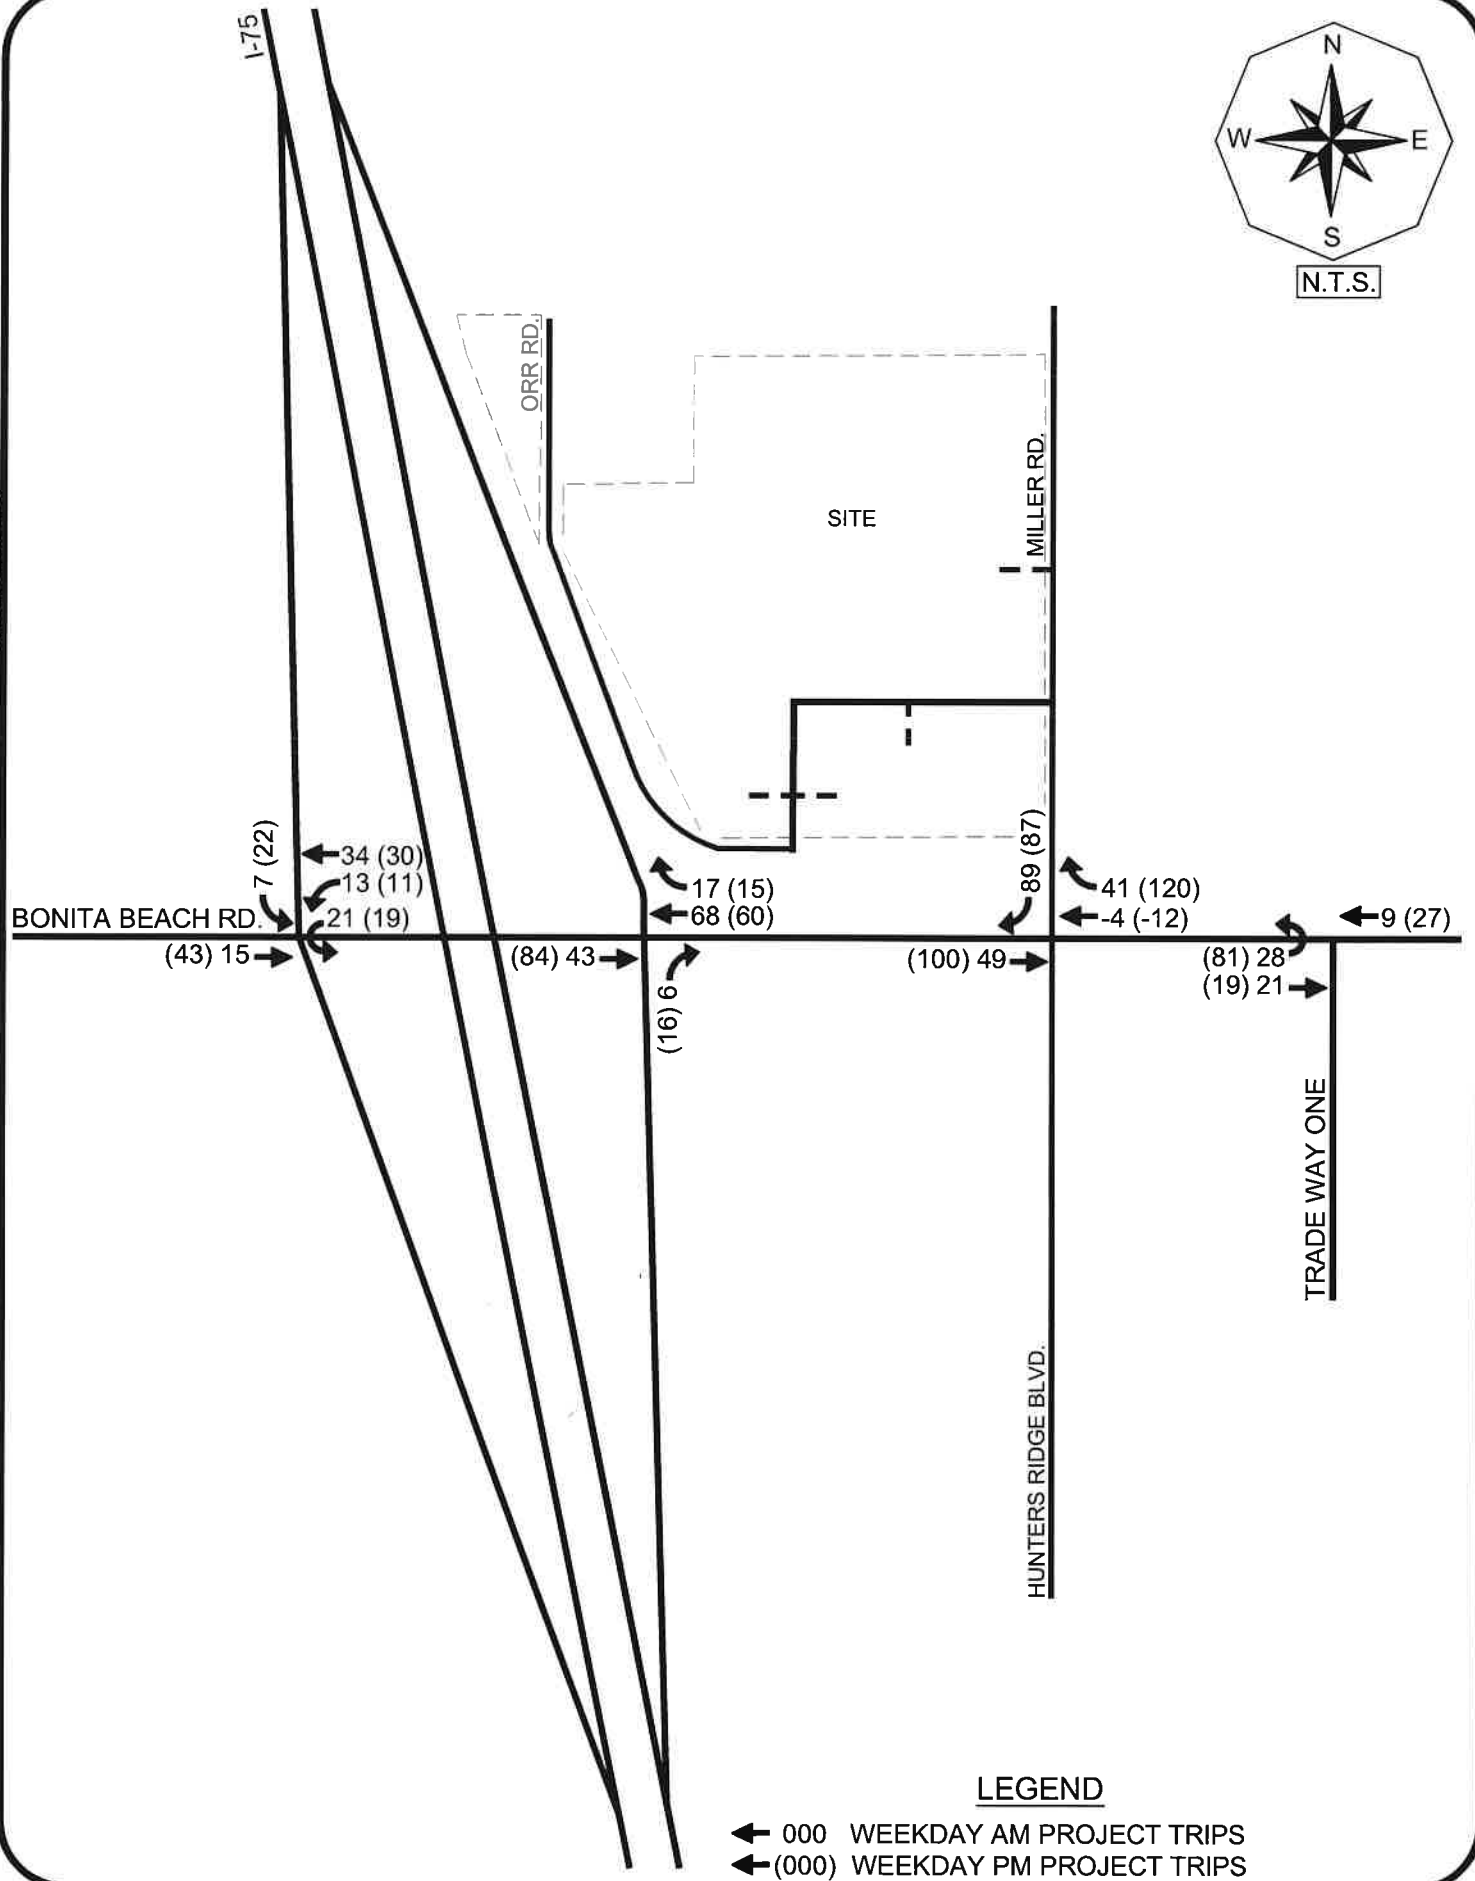 I-75
N
W E
S
N.T.S.
ORR RD.
MILLER RD.
SITE
7 (22)
34 (30)
13 (11)
21 (19)
BONITA BEACH RD.
(43) 15
17 (15)
68 (60)
(84) 43
(16) 6
89 (87)
41 (120)
-4 (-12)
(100) 49
9 (27)
(81) 28
(19) 21
TRADE WAY ONE
HUNTERS RIDGE BLVD.
LEGEND
000 WEEKDAY AM PROJECT TRIPS
(000) WEEKDAY PM PROJECT TRIPS